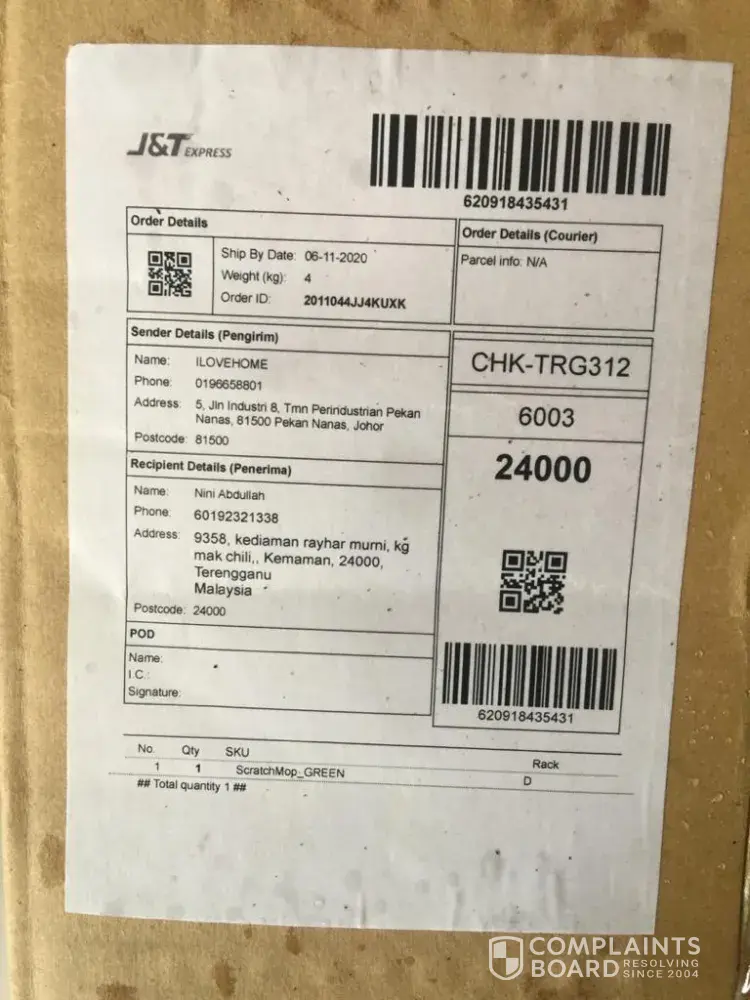 J&T EXPRESS
620918435431
Order Details
Ship By Date: 06-11-2020
Weight (kg): 4
Order ID: 2011044JJ4KUXK
Order Details (Courier)
Parcel info: N/A
Sender Details (Pengirim)
Name: ILOVEHOME
Phone: 0196658801
Address: 5, Jln Industri 8, Tmn Perindustrian Pekan
Nanas, 81500 Pekan Nanas, Johor
Postcode: 81500
CHK-TRG312
6003
24000
Recipient Details (Penerima)
Name: Nini Abdullah
Phone: 60192321338
Address: 9358, kediaman rayhar murni, kg
mak chili,, Kemaman, 24000,
Terengganu
Malaysia
Postcode: 24000
POD
Name:
I.C.:
Signature:
620918435431
No. Qty SKU Rack
1 1 ScratchMop_GREEN D
## Total quantity 1 ##
COMPLAINTS
BOARD RESOLVING
SINCE 2004